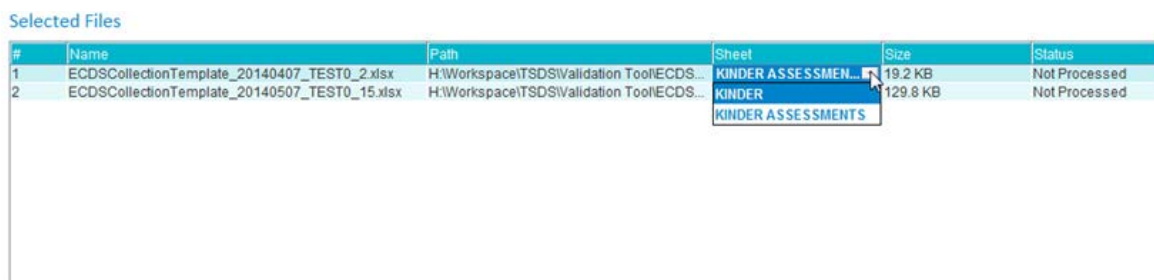 Selected Files
# Name Path Sheet Size Status
1 ECDSCollectionTemplate_20140407_TEST0_2.xlsx H:\Workspace\TSDS\Validation Tool\ECDS... KINDER ASSESSMEN... 19.2 KB Not Processed
2 ECDSCollectionTemplate_20140507_TEST0_15.xlsx H:\Workspace\TSDS\Validation Tool\ECDS... KINDER 129.8 KB Not Processed
KINDER ASSESSMENTS